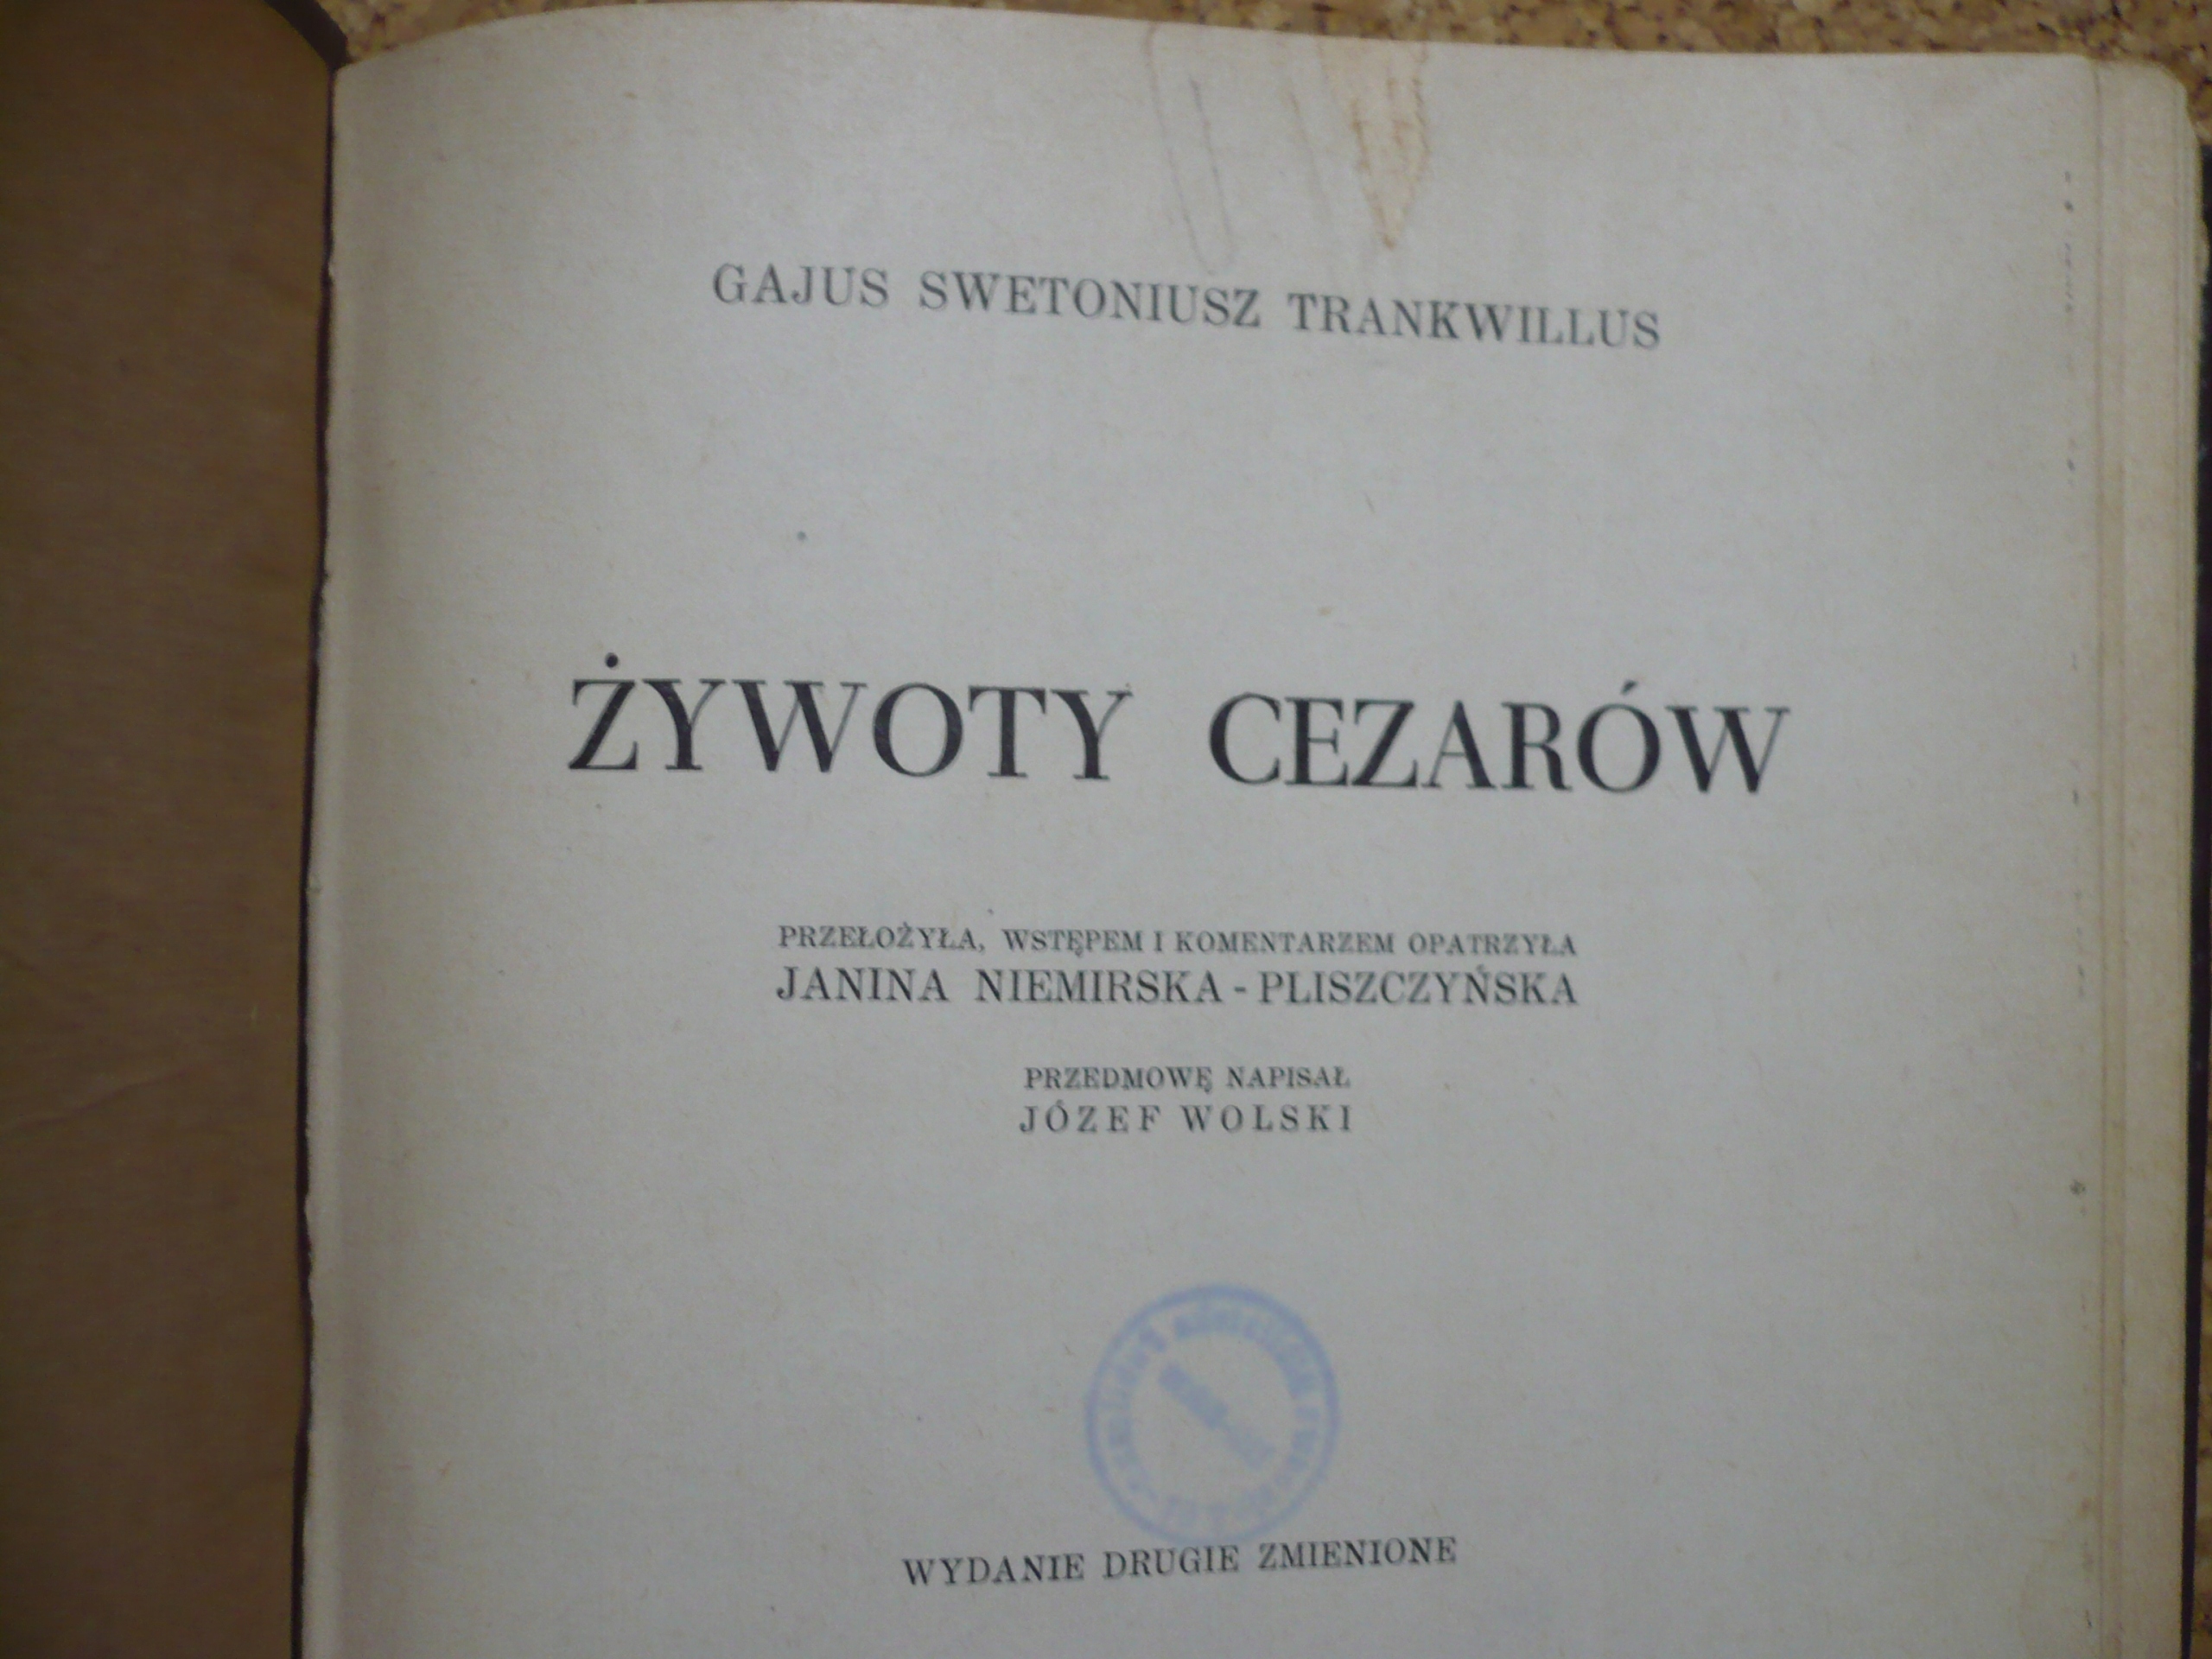 GAJUS SWETONIUSZ TRANKWILLUS
ŻYWOTY CEZARÓW
PRZEŁOŻYŁA, WSTĘPEM I KOMENTARZEM OPATRZYŁA
JANINA NIEMIRSKA-PLISZCZYŃSKA
PRZEDMOWĘ NAPISAŁ
JÓZEF WOLSKI
WYDANIE DRUGIE ZMIENIONE